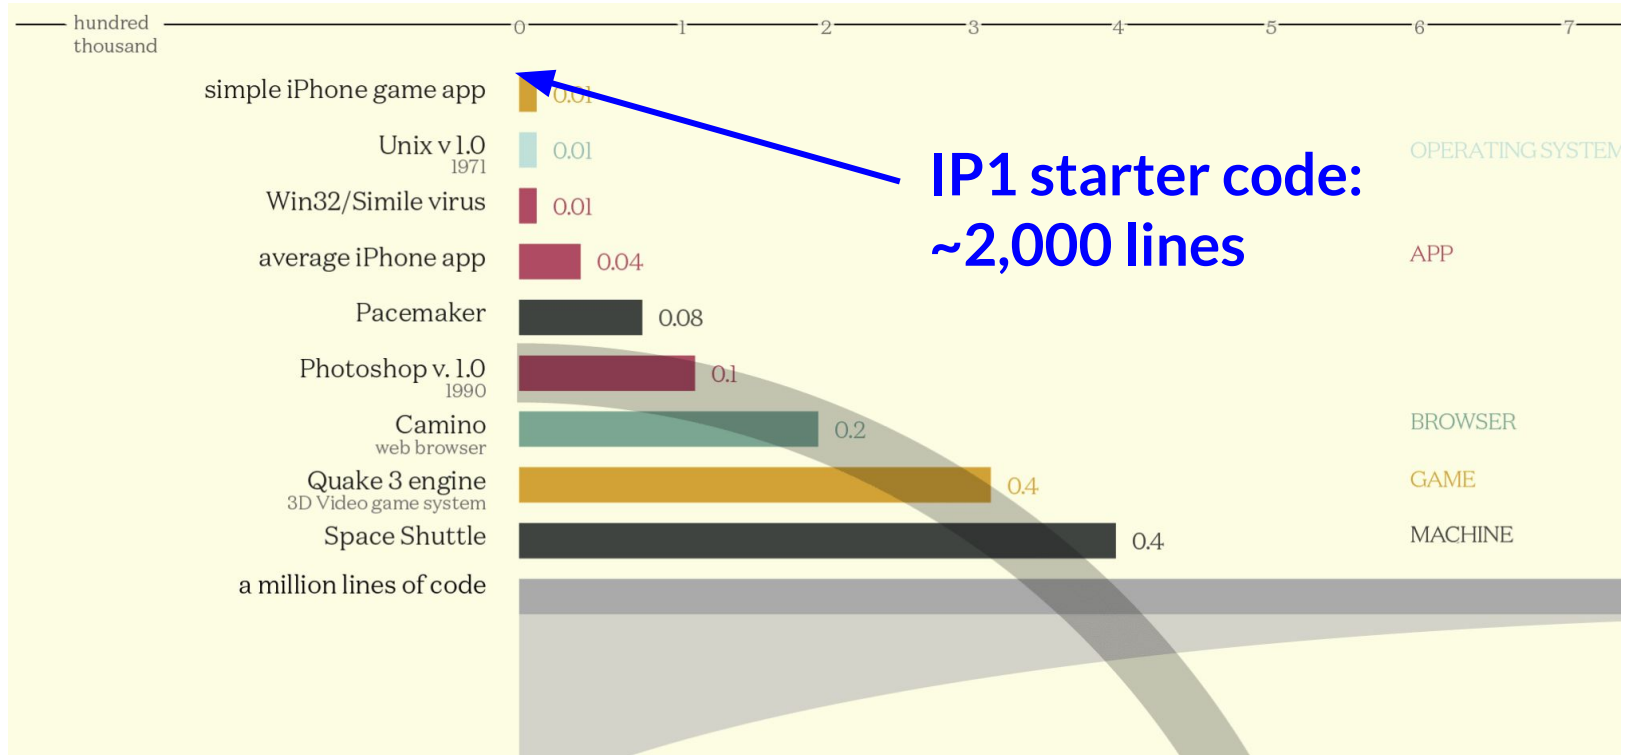 hundred
thousand
0 1 2 3 4 5 6 7
simple iPhone game app 0.01
Unix v 1.0 0.01 OPERATING SYSTEM
1971
IP1 starter code:
~2,000 lines
Win32/Simile virus 0.01
average iPhone app 0.04 APP
Pacemaker 0.08
Photoshop v. 1.0 0.1
1990
Camino 0.2 BROWSER
web browser
Quake 3 engine 0.4 GAME
3D Video game system
Space Shuttle 0.4 MACHINE
a million lines of code